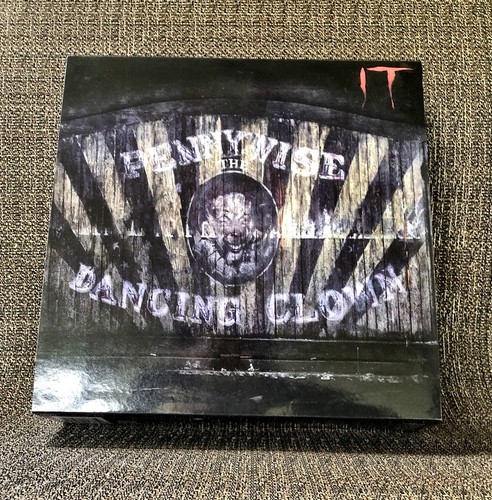 IT
PENNYWISE
THE
DANCING CLOWN